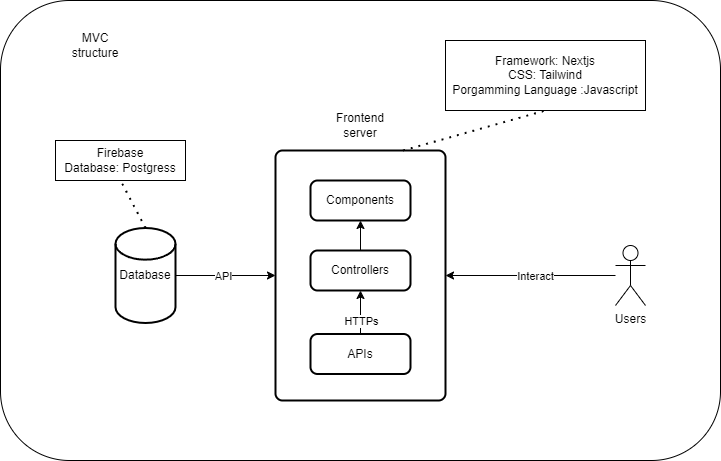 MVC
structure
Framework: Nextjs
CSS: Tailwind
Porgamming Language :Javascript
Frontend
server
Firebase
Database: Postgress
Components
Database
API
Controllers
Interact
HTTPs
Users
APIs